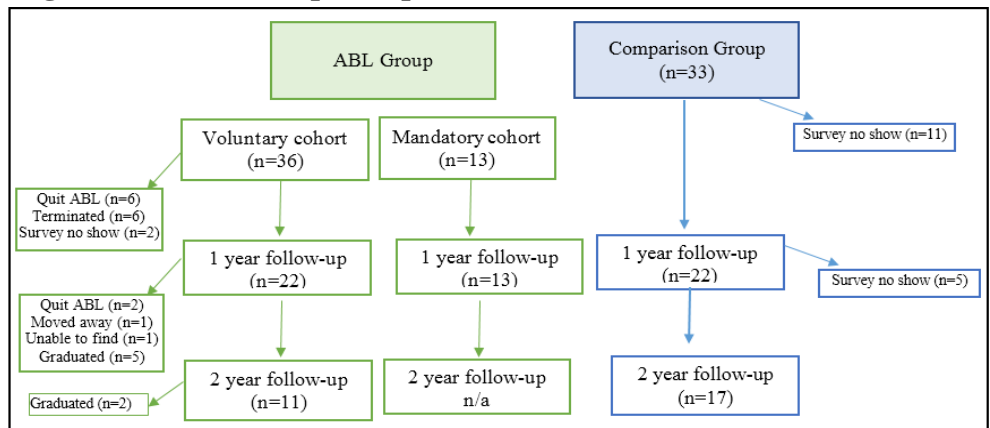 ABL Group
Comparison Group
(n=33)
Survey no show (n=11)
Voluntary cohort
(n=36)
Mandatory cohort
(n=13)
Quit ABL (n=6)
Terminated (n=6)
Survey no show (n=2)
1 year follow-up
(n=22)
1 year follow-up
(n=13)
1 year follow-up
(n=22)
Survey no show (n=5)
Quit ABL (n=2)
Moved away (n=1)
Unable to find (n=1)
Graduated (n=5)
2 year follow-up
(n=11)
2 year follow-up
n/a
2 year follow-up
(n=17)
Graduated (n=2)